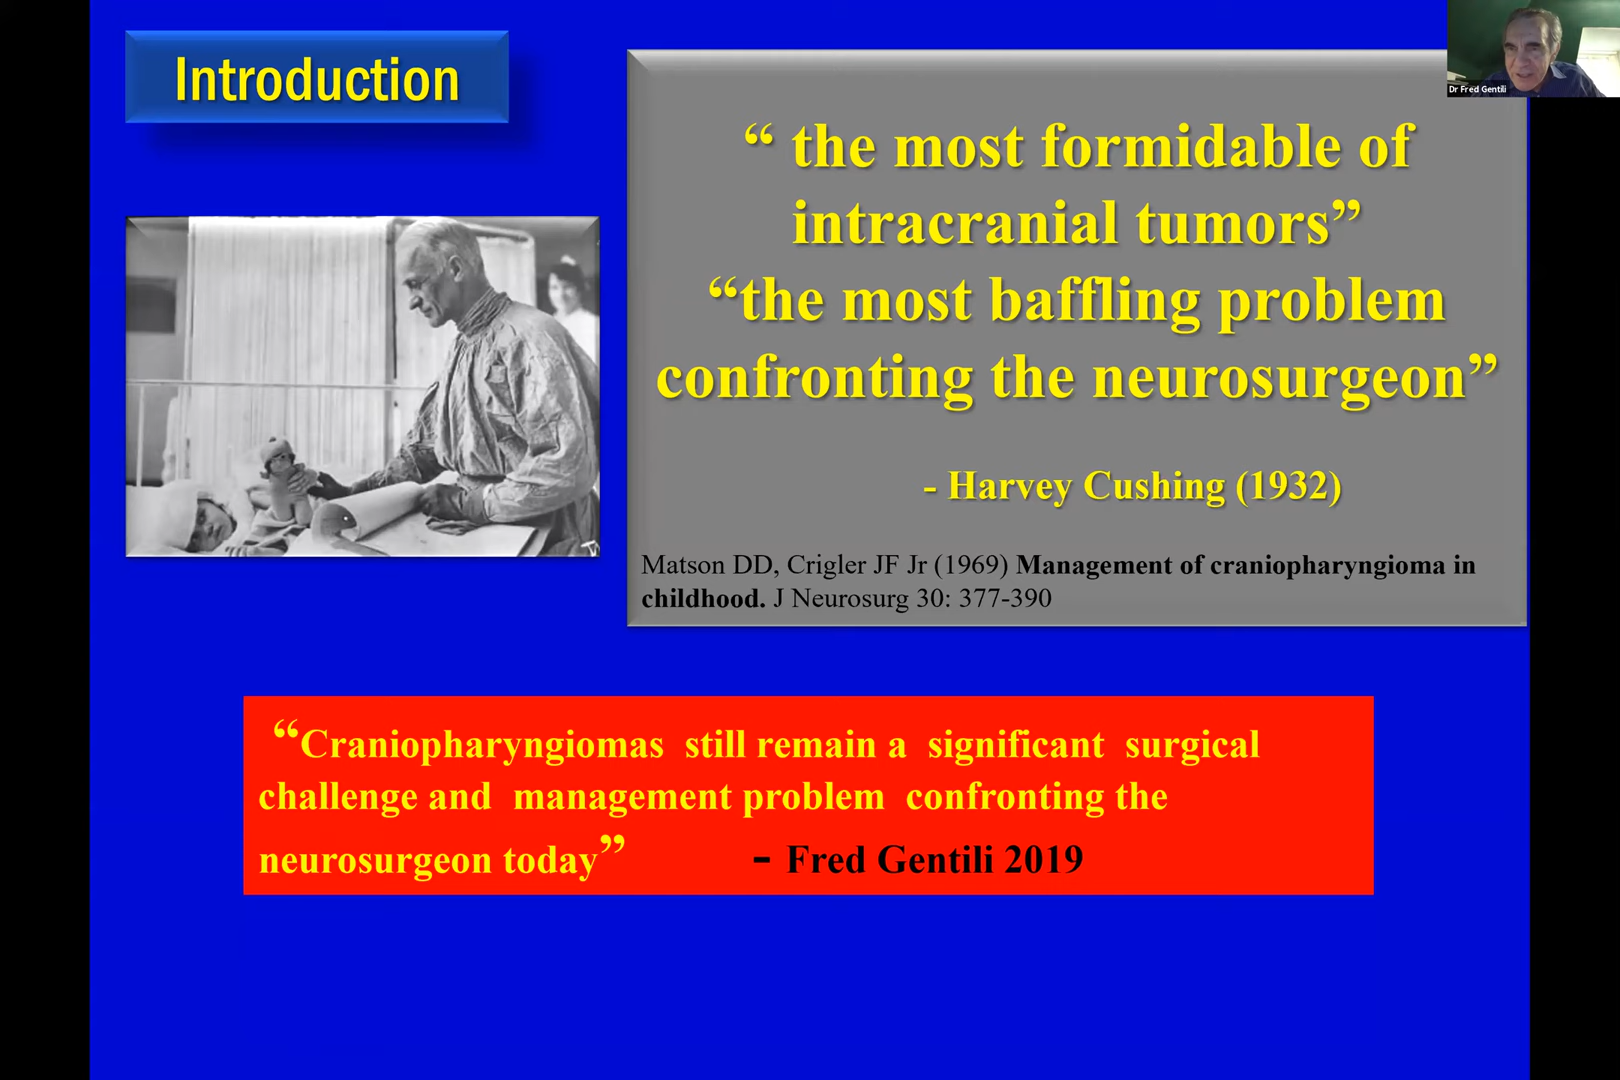 Introduction
Dr Fred Gentili
“ the most formidable of
intracranial tumors”
“the most baffling problem
confronting the neurosurgeon”
- Harvey Cushing (1932)
Matson DD, Crigler JF Jr (1969) Management of craniopharyngioma in
childhood. J Neurosurg 30: 377-390
“Craniopharyngiomas still remain a significant surgical
challenge and management problem confronting the
neurosurgeon today” - Fred Gentili 2019